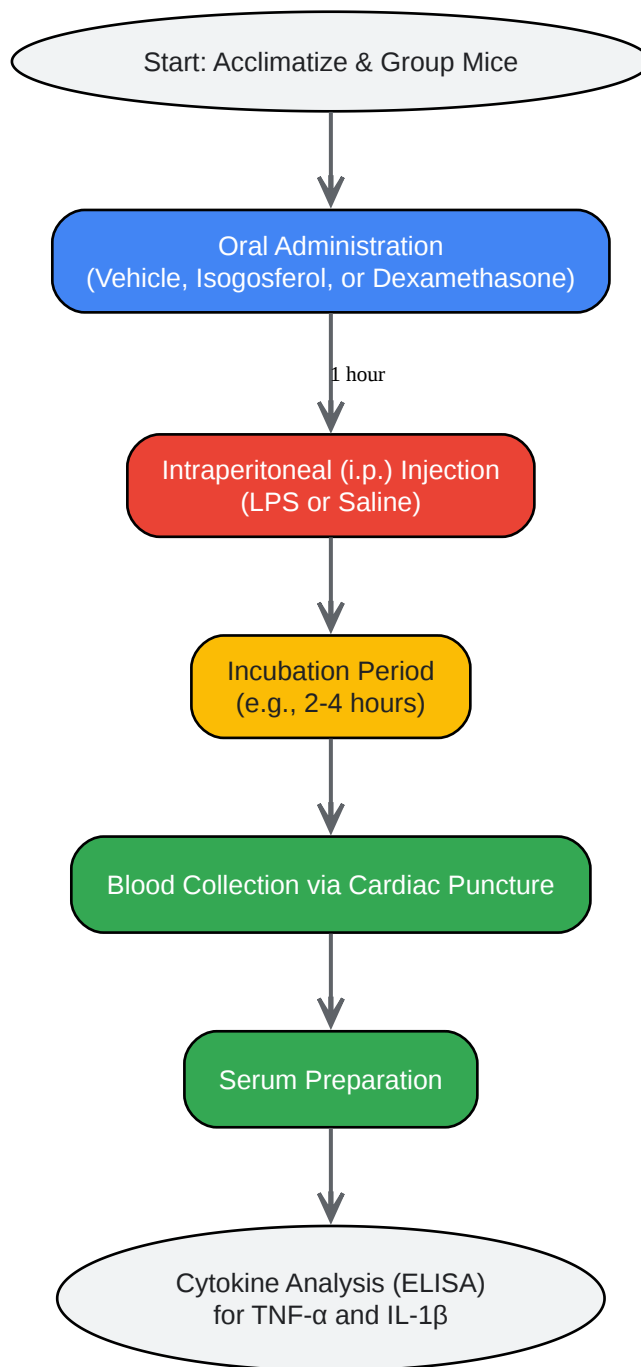 Start: Acclimatize & Group Mice
Oral Administration
(Vehicle, Isogosferol, or Dexamethasone)
1 hour
Intraperitoneal (i.p.) Injection
(LPS or Saline)
Incubation Period
(e.g., 2-4 hours)
Blood Collection via Cardiac Puncture
Serum Preparation
Cytokine Analysis (ELISA)
for TNF-α and IL-1β